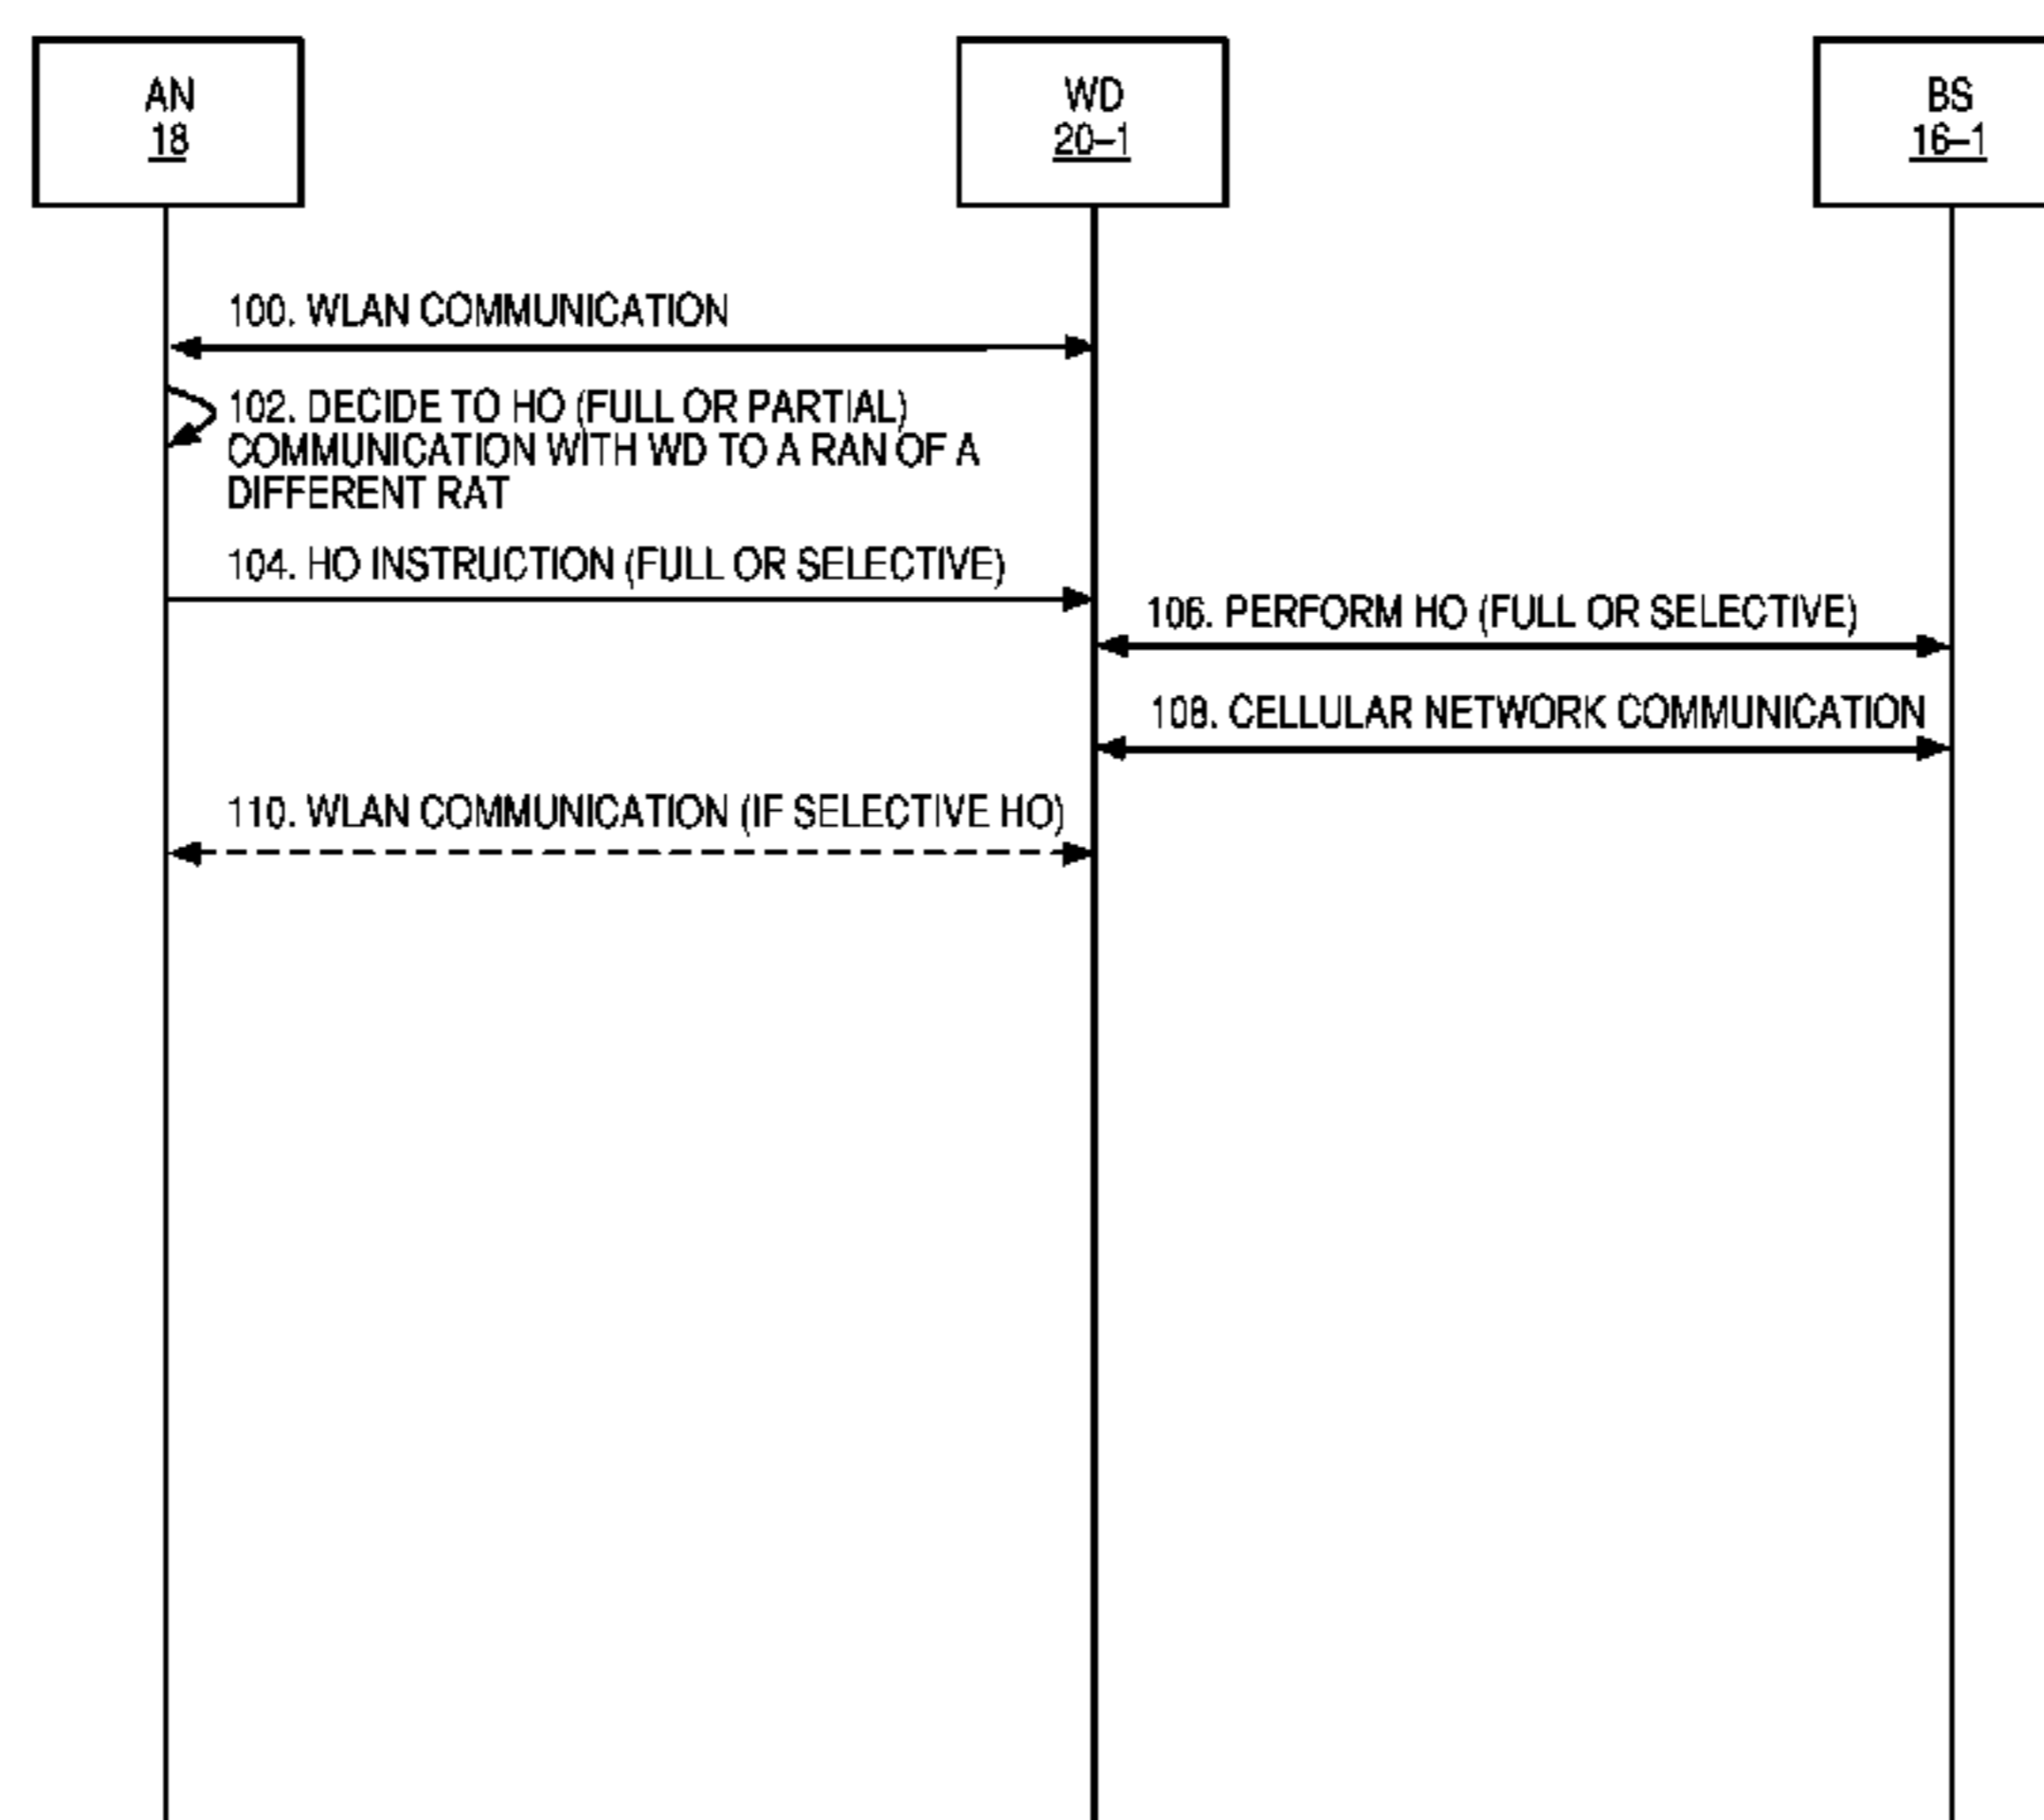 AN
18
WD
20-1
BS
16-1
100. WLAN COMMUNICATION
102. DECIDE TO HO (FULL OR PARTIAL)
COMMUNICATION WITH WD TO A RAN OF A
DIFFERENT RAT
104. HO INSTRUCTION (FULL OR SELECTIVE)
106. PERFORM HO (FULL OR SELECTIVE)
108. CELLULAR NETWORK COMMUNICATION
110. WLAN COMMUNICATION (IF SELECTIVE HO)